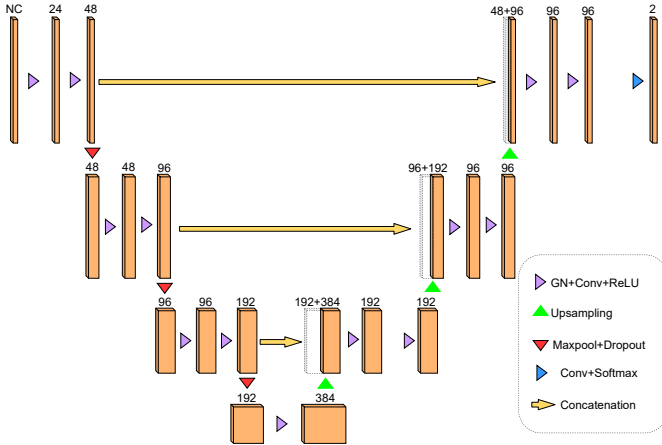 NC 24 48 48+96 96 96 2
48 48 96 96+192 96 96
96 96 192 192+384 192 192
192 384
GN+Conv+ReLU
Upsampling
Maxpool+Dropout
Conv+Softmax
Concatenation